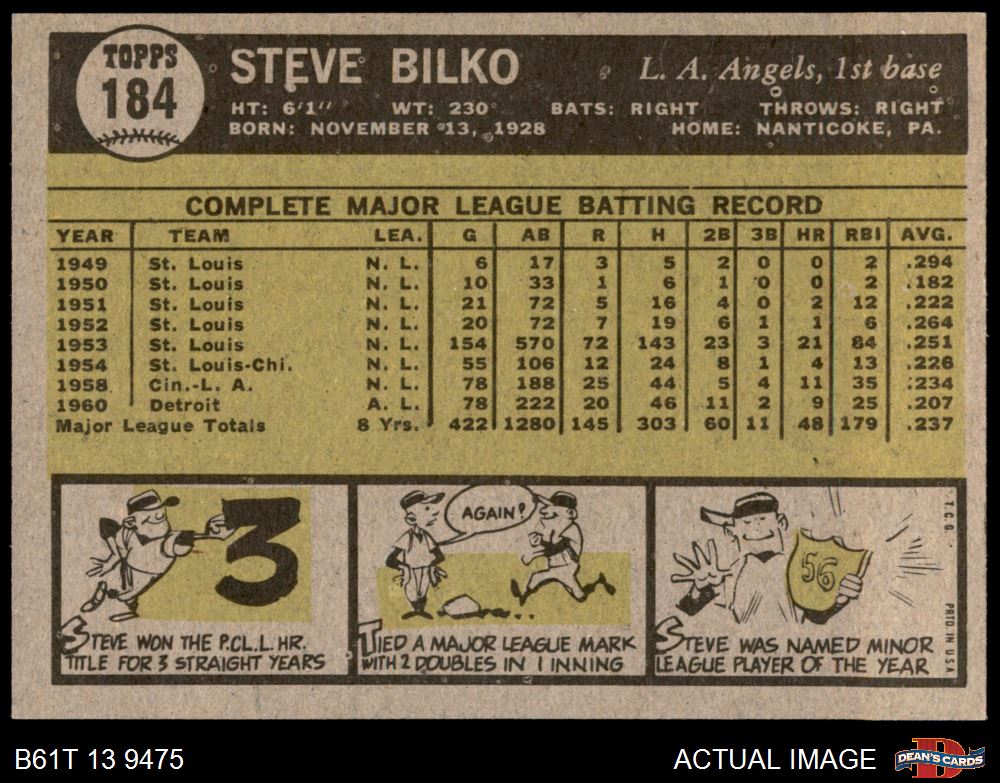 TOPPS
184
STEVE BILKO
L. A. Angels, 1st base
HT: 6'1" WT: 230 BATS: RIGHT THROWS: RIGHT
BORN: NOVEMBER 13, 1928 HOME: NANTICOKE, PA.
COMPLETE MAJOR LEAGUE BATTING RECORD
YEAR TEAM LEA. G AB R H 2B 3B HR RBI AVG.
1949 St. Louis N. L. 6 17 3 5 2 0 0 2 .294
1950 St. Louis N. L. 10 33 1 6 1 0 0 2 .182
1951 St. Louis N. L. 21 72 5 16 4 0 2 12 .222
1952 St. Louis N. L. 20 72 7 19 6 1 1 6 .264
1953 St. Louis N. L. 154 570 72 143 23 3 21 84 .251
1954 St. Louis-Chi. N. L. 55 106 12 24 8 1 4 13 .226
1958 Cin.-L. A. N. L. 78 188 25 44 5 4 11 35 .234
1960 Detroit A. L. 78 222 20 46 11 2 9 25 .207
Major League Totals 8 Yrs. 422 1280 145 303 60 11 48 179 .237
3
STEVE WON THE P.C.L. HR.
TITLE FOR 3 STRAIGHT YEARS
AGAIN?
TIED A MAJOR LEAGUE MARK
WITH 2 DOUBLES IN 1 INNING
56
STEVE WAS NAMED MINOR
LEAGUE PLAYER OF THE YEAR
T.C.G.
PRTD. IN U.S.A.
B61T 13 9475
ACTUAL IMAGE
DEAN'S CARDS